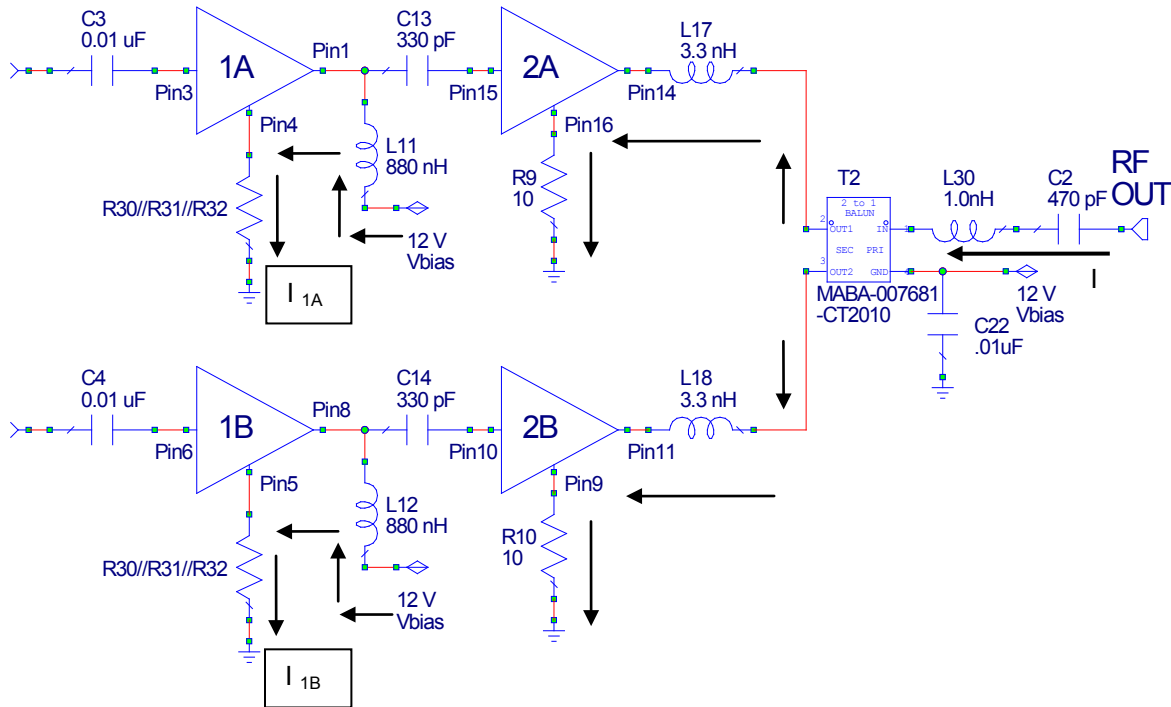 C3
0.01 uF
1A
Pin1
C13
330 pF
2A
L17
3.3 nH
Pin3
Pin4
Pin15
Pin14
Pin16
L11
880 nH
R9
10
R30//R31//R32
12 V
Vbias
I 1A
T2
2 to 1
BALUN
2
OUT1
IN
1
SEC
PRI
3
OUT2
GND
4
MABA-007681
-CT2010
L30
1.0nH
C2
470 pF
RF
OUT
I
12 V
Vbias
C22
.01uF
C4
0.01 uF
1B
Pin8
C14
330 pF
2B
L18
3.3 nH
Pin6
Pin5
Pin10
Pin11
Pin9
L12
880 nH
R10
10
R30//R31//R32
12 V
Vbias
I 1B